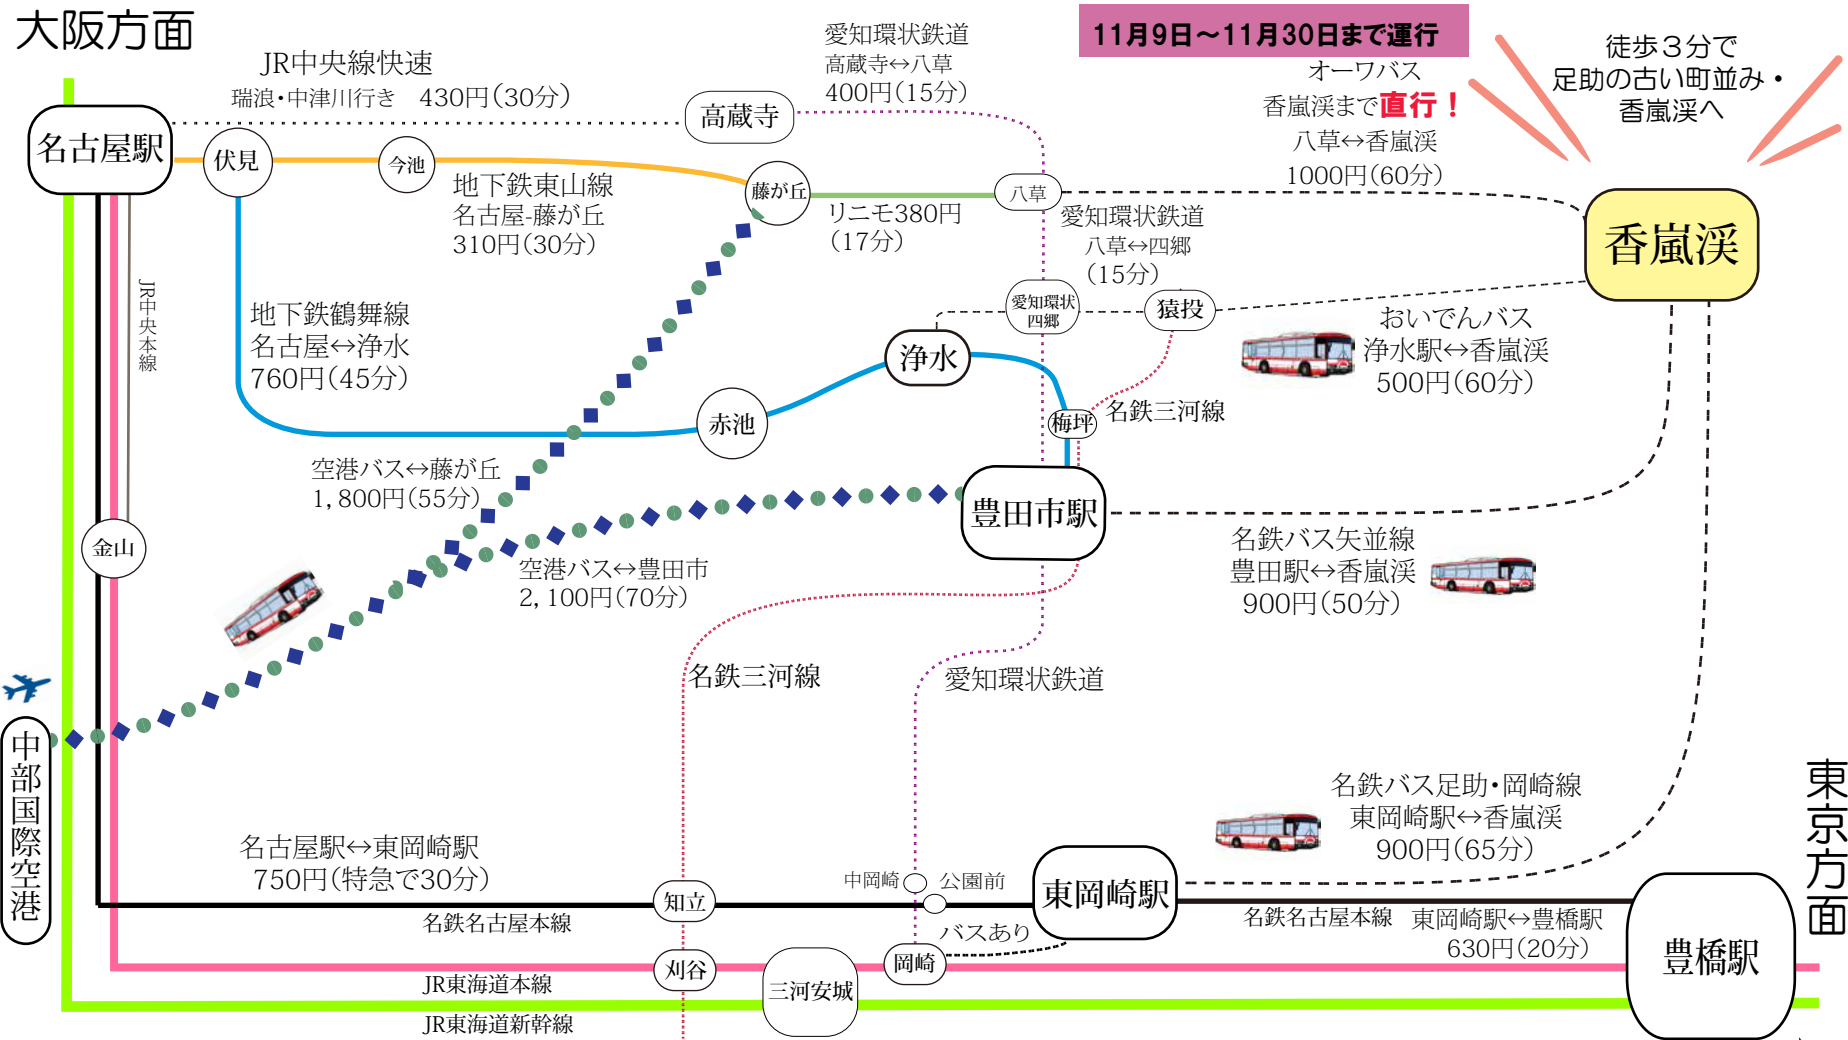 大阪方面
11月9日～11月30日まで運行
徒歩３分で
足助の古い町並み・
香嵐渓へ
愛知環状鉄道
高蔵寺↔八草
400円(15分)
JR中央線快速
瑞浪・中津川行き 430円(30分)
オーワバス
香嵐渓まで直行！
八草↔香嵐渓
1000円(60分)
名古屋駅
伏見
今池
高蔵寺
藤が丘
八草
香嵐渓
地下鉄東山線
名古屋-藤が丘
310円(30分)
リニモ380円
(17分)
愛知環状鉄道
八草↔四郷
(15分)
JR中央本線
愛知環状
四郷
猿投
地下鉄鶴舞線
名古屋↔浄水
760円(45分)
浄水
おいでんバス
浄水駅↔香嵐渓
500円(60分)
赤池
梅坪
名鉄三河線
空港バス↔藤が丘
1,800円(55分)
豊田市駅
金山
空港バス↔豊田市
2,100円(70分)
名鉄バス矢並線
豊田駅↔香嵐渓
900円(50分)
名鉄三河線
愛知環状鉄道
中部国際空港
東京方面
名鉄バス足助・岡崎線
東岡崎駅↔香嵐渓
900円(65分)
名古屋駅↔東岡崎駅
750円(特急で30分)
知立
中岡崎
公園前
東岡崎駅
名鉄名古屋本線
バスあり
名鉄名古屋本線
東岡崎駅↔豊橋駅
630円(20分)
豊橋駅
刈谷
三河安城
岡崎
JR東海道本線
JR東海道新幹線